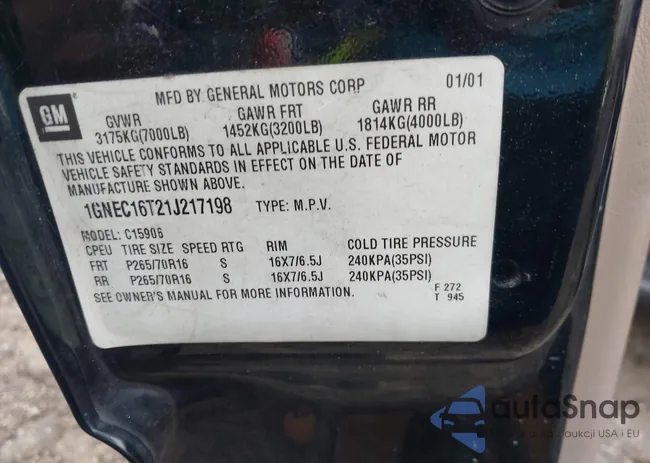 MFD BY GENERAL MOTORS CORP 01/01
GM
GVWR GAWR FRT GAWR RR
3175KG(7000LB) 1452KG(3200LB) 1814KG(4000LB)
THIS VEHICLE CONFORMS TO ALL APPLICABLE U.S. FEDERAL MOTOR
VEHICLE SAFETY STANDARDS IN EFFECT ON THE DATE OF
MANUFACTURE SHOWN ABOVE.
1GNEC16T21J217198 TYPE: M.P.V.
MODEL: C15906
CPEU TIRE SIZE SPEED RTG RIM COLD TIRE PRESSURE
FRT P265/70R16 S 16X7/6.5J 240KPA(35PSI)
RR P265/70R16 S 16X7/6.5J 240KPA(35PSI)
SEE OWNER'S MANUAL FOR MORE INFORMATION.
F 272
T 945
autoSnap
aukcji USA i EU